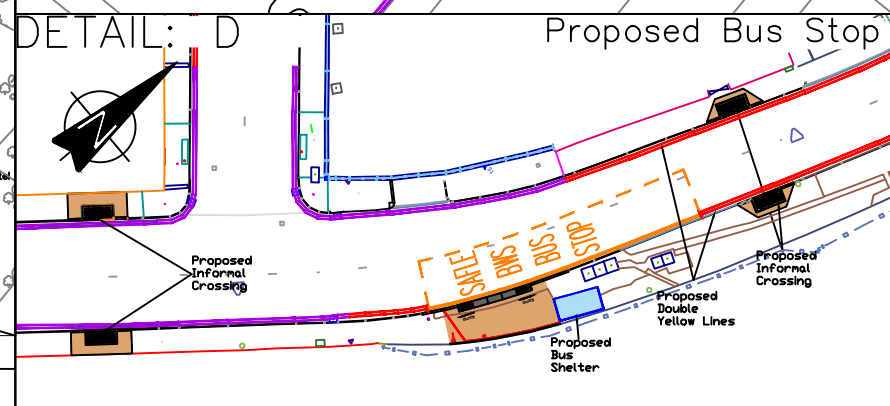 DETAIL: D
Proposed Bus Stop
SAFLE
BWS
BUS
STOP
Proposed
Informal
Crossing
Proposed
Informal
Crossing
Proposed
Double
Yellow Lines
Proposed
Bus
Shelter